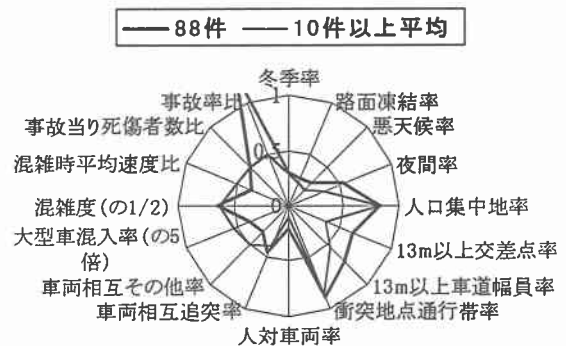 88件 10件以上平均
冬季率
1
事故率比 路面凍結率
事故当り死傷者数比 悪天候率
0.5
混雑時平均速度比 夜間率
混雑度(の1/2) 0 人口集中地率
大型車混入率(の5
倍) 13m以上交差点率
車両相互その他率 13m以上車道幅員率
車両相互追突率 衝突地点通行帯率
人対車両率